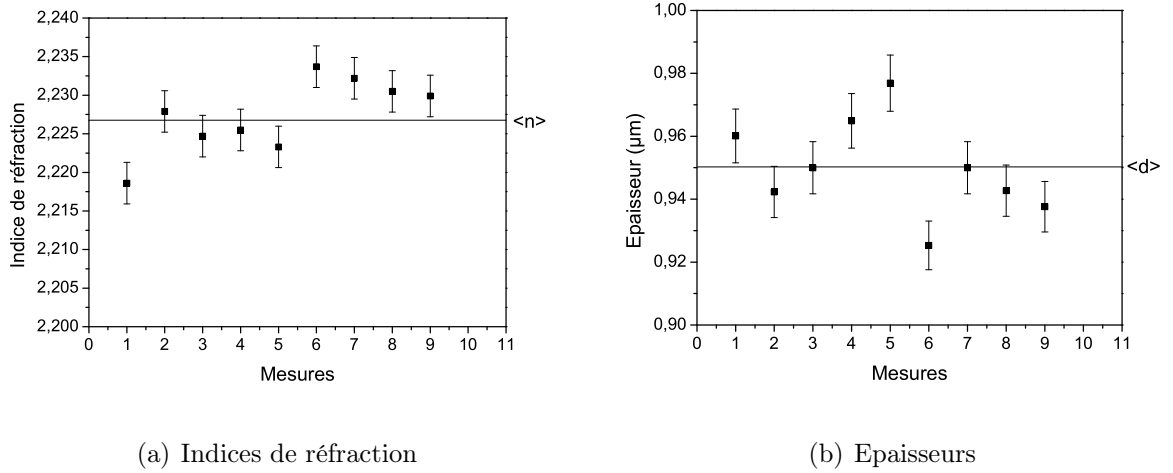 2,240
2,235
2,230
2,225
2,220
2,215
2,210
2,205
2,200
Indice de réfraction
<n>
0 1 2 3 4 5 6 7 8 9 10 11
Mesures
(a) Indices de réfraction
1,00
0,98
0,96
0,94
0,92
0,90
Epaisseur (µm)
<d>
0 1 2 3 4 5 6 7 8 9 10 11
Mesures
(b) Epaisseurs